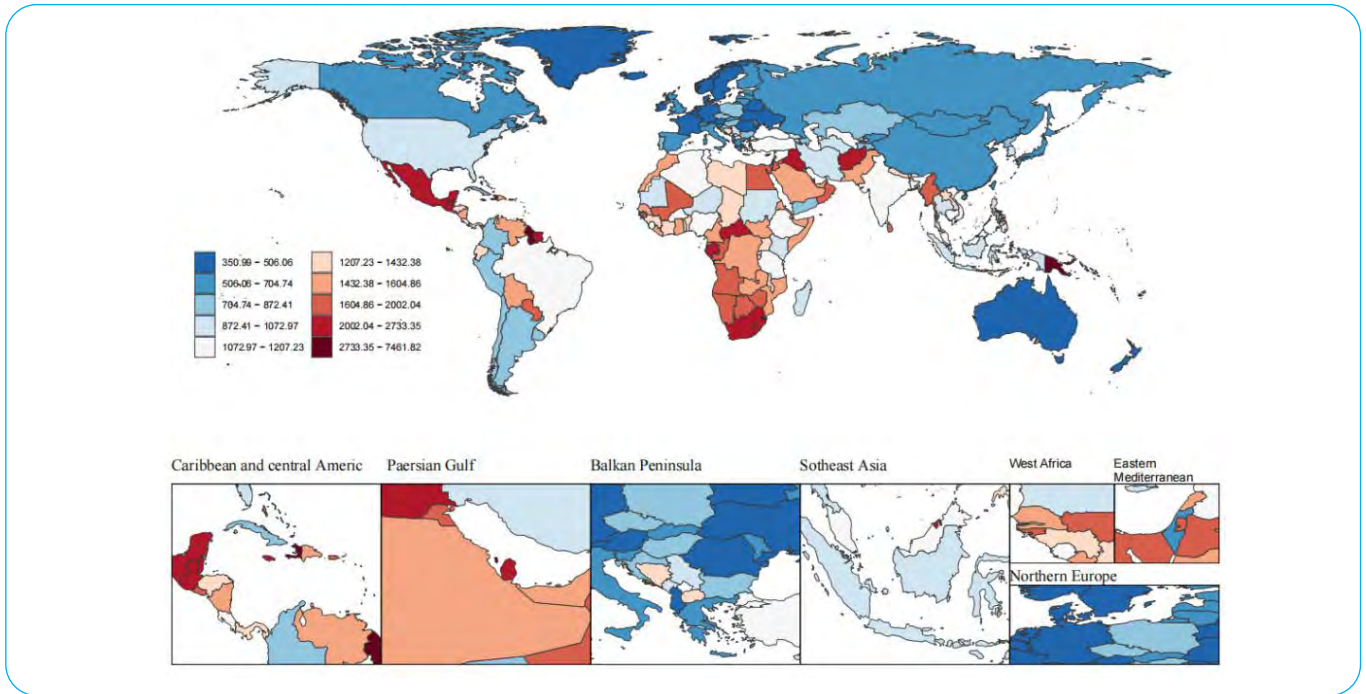 350.99 – 506.06
506.06 – 704.74
704.74 – 872.41
872.41 – 1072.97
1072.97 – 1207.23
1207.23 – 1432.38
1432.38 – 1604.86
1604.86 – 2002.04
2002.04 – 2733.35
2733.35 – 7461.82
Caribbean and central Americ
Paersian Gulf
Balkan Peninsula
Sotheast Asia
West Africa
Eastern
Mediterranean
Northern Europe